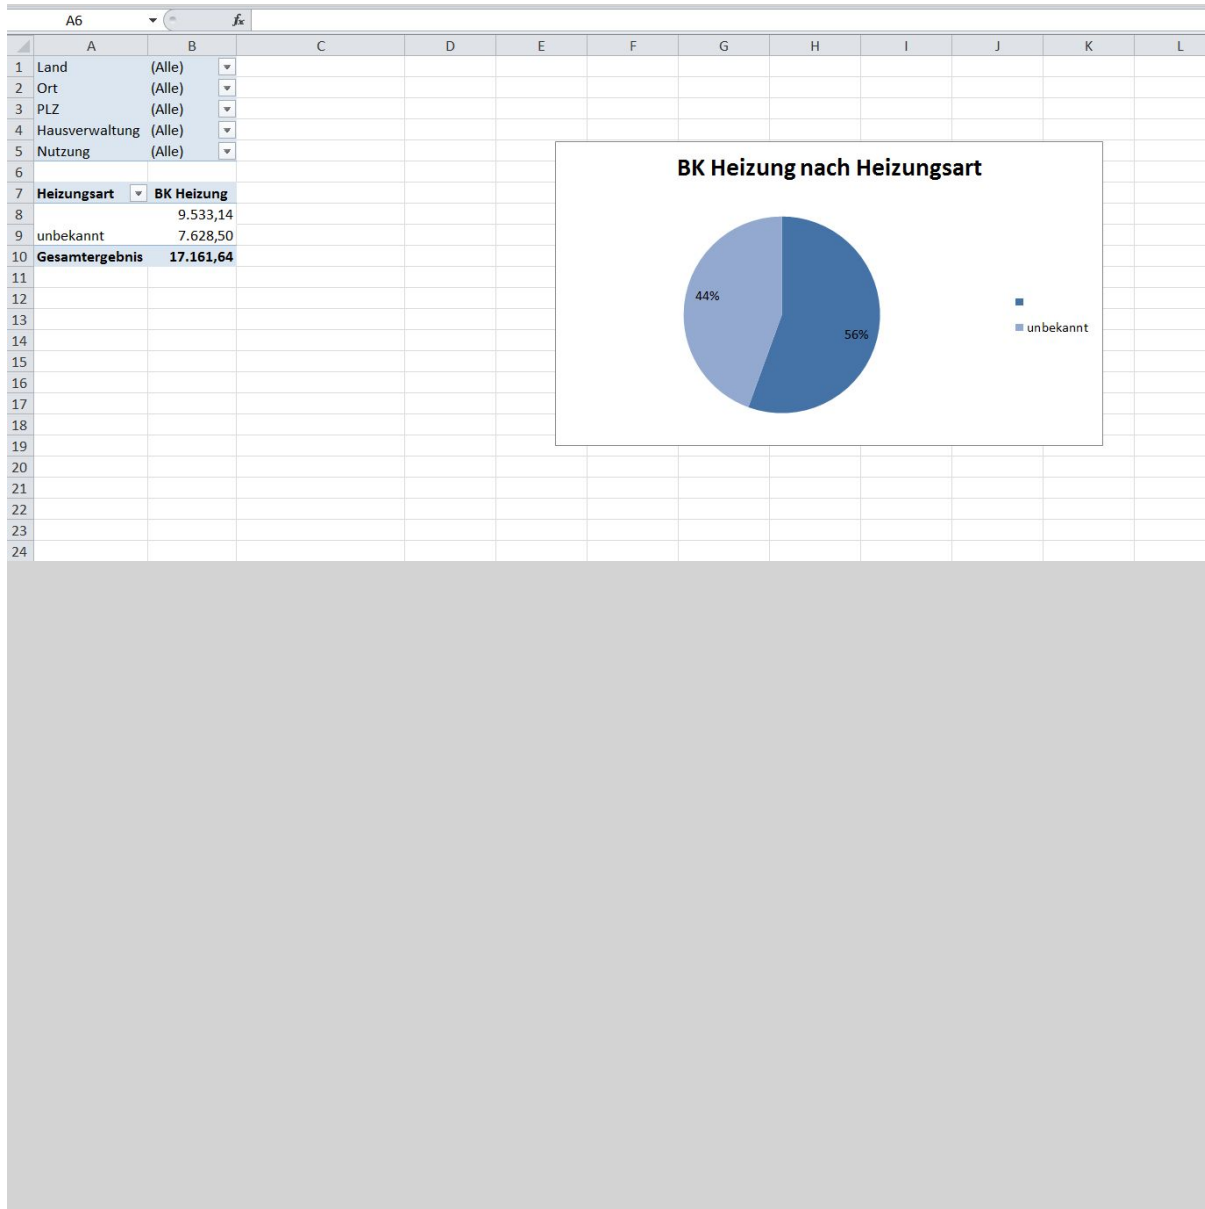 A6 fx
A B C D E F G H I J K L
1 Land (Alle)
2 Ort (Alle)
3 PLZ (Alle)
4 Hausverwaltung (Alle)
5 Nutzung (Alle)
6
7 Heizungsart BK Heizung
8 9.533,14
9 unbekannt 7.628,50
10 Gesamtergebnis 17.161,64
11
12
13
14
15
16
17
18
19
20
21
22
23
24
BK Heizung nach Heizungsart
44%
56%
unbekannt